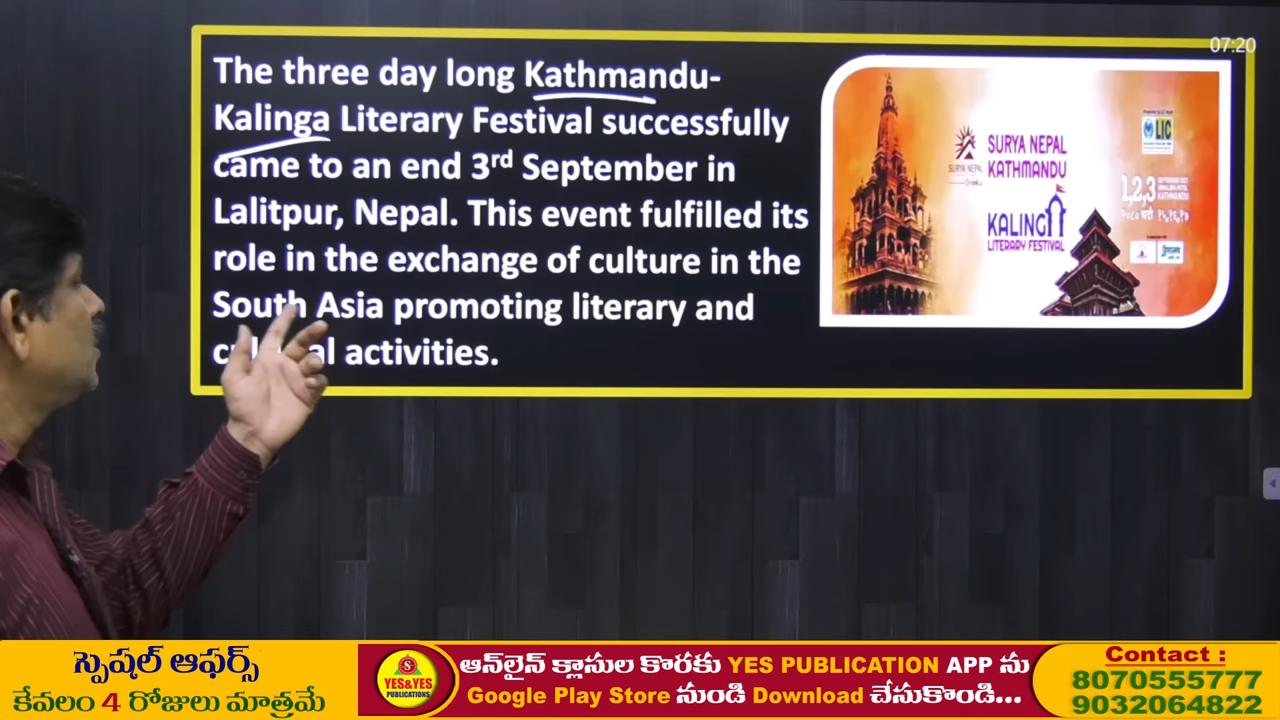 The three day long Kathmandu-
Kalinga Literary Festival successfully
came to an end 3rd September in
Lalitpur, Nepal. This event fulfilled its
role in the exchange of culture in the
South Asia promoting literary and
activities.
07:20
SURYA NEPAL
SURYA NEPAL
KATHMANDU
KALINGA
LITERARY FESTIVAL
LIC
1,2,3
స్పెషల్ ఆఫర్స్
కేవలం 4 రోజులు మాత్రమే
S
YES&YES
PUBLICATIONS
ఆన్‌లైన్ క్లాసుల కొరకు YES PUBLICATION APP ను
Google Play Store నుండి Download చేసుకొండి...
Contact :
8070555777
9032064822